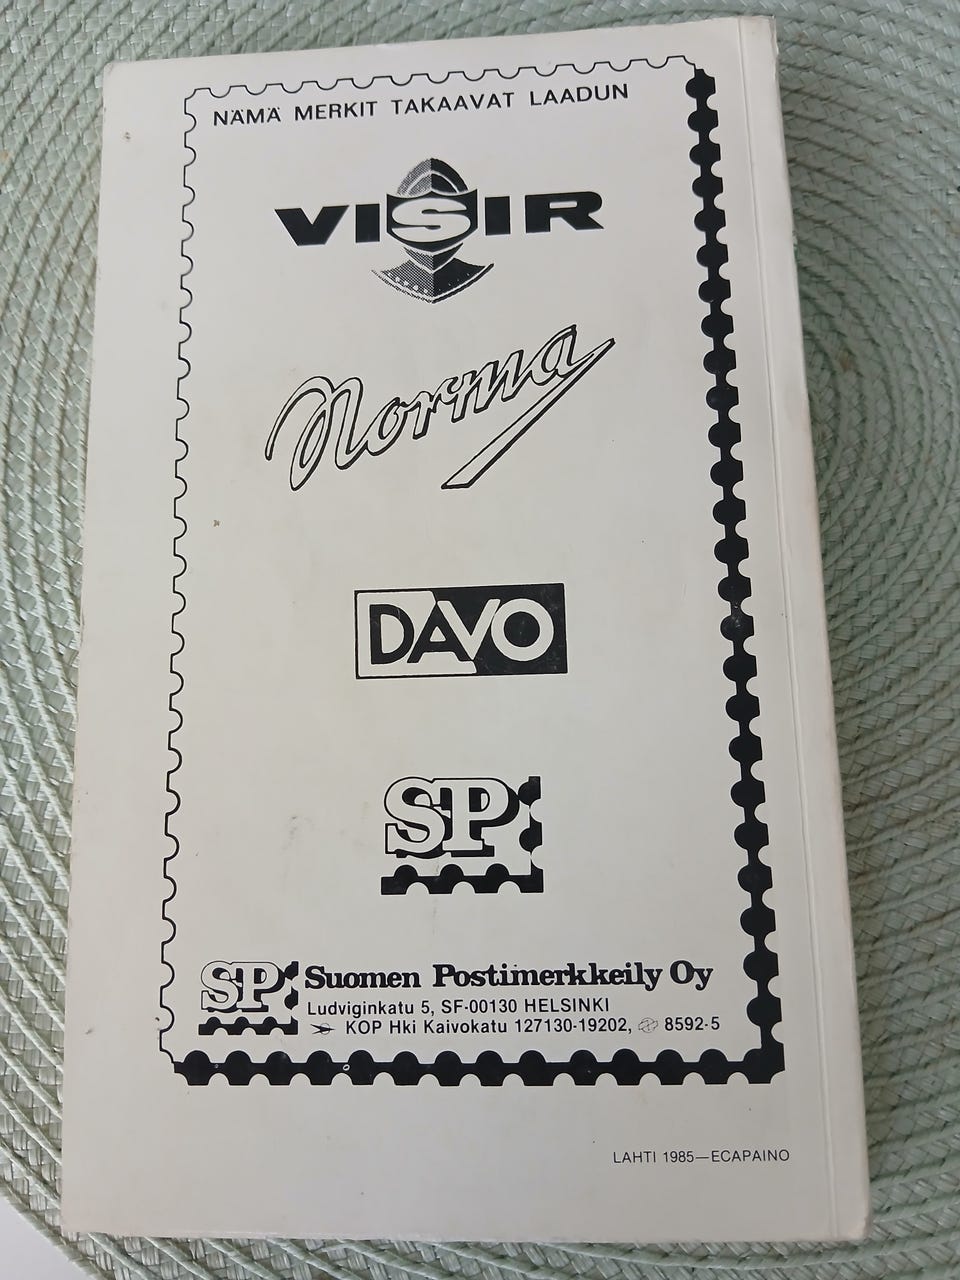 NÄMÄ MERKIT TAKAAVAT LAADUN
VISIR
Norma
DAVO
SP
SP Suomen Postimerkkeily Oy
Ludviginkatu 5, SF-00130 HELSINKI
KOP Hki Kaivokatu 127130-19202, 8592-5
LAHTI 1985—ECAPAINO